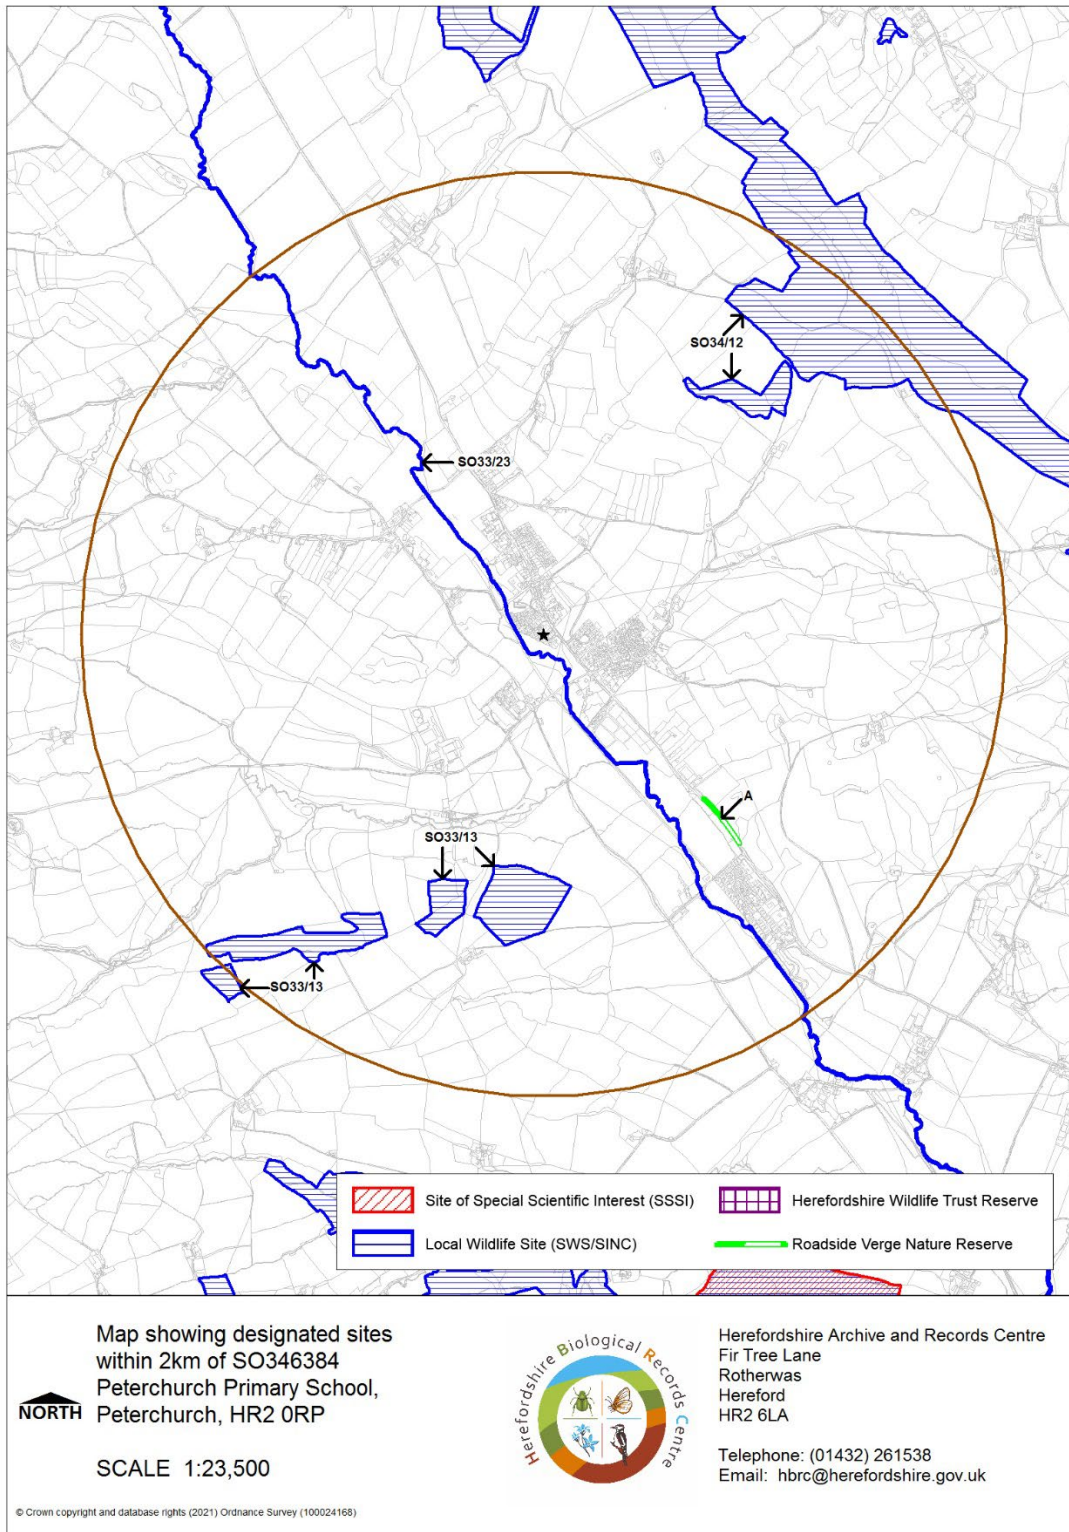 SO34/12
SO33/23
A
SO33/13
SO33/13
Site of Special Scientific Interest (SSSI)
Herefordshire Wildlife Trust Reserve
Local Wildlife Site (SWS/SINC)
Roadside Verge Nature Reserve
NORTH
Map showing designated sites
within 2km of SO346384
Peterchurch Primary School,
Peterchurch, HR2 0RP
SCALE 1:23,500
Herefordshire Biological Records Centre
Herefordshire Archive and Records Centre
Fir Tree Lane
Rotherwas
Hereford
HR2 6LA
Telephone: (01432) 261538
Email: hbrc@herefordshire.gov.uk
© Crown copyright and database rights (2021) Ordnance Survey (100024168)